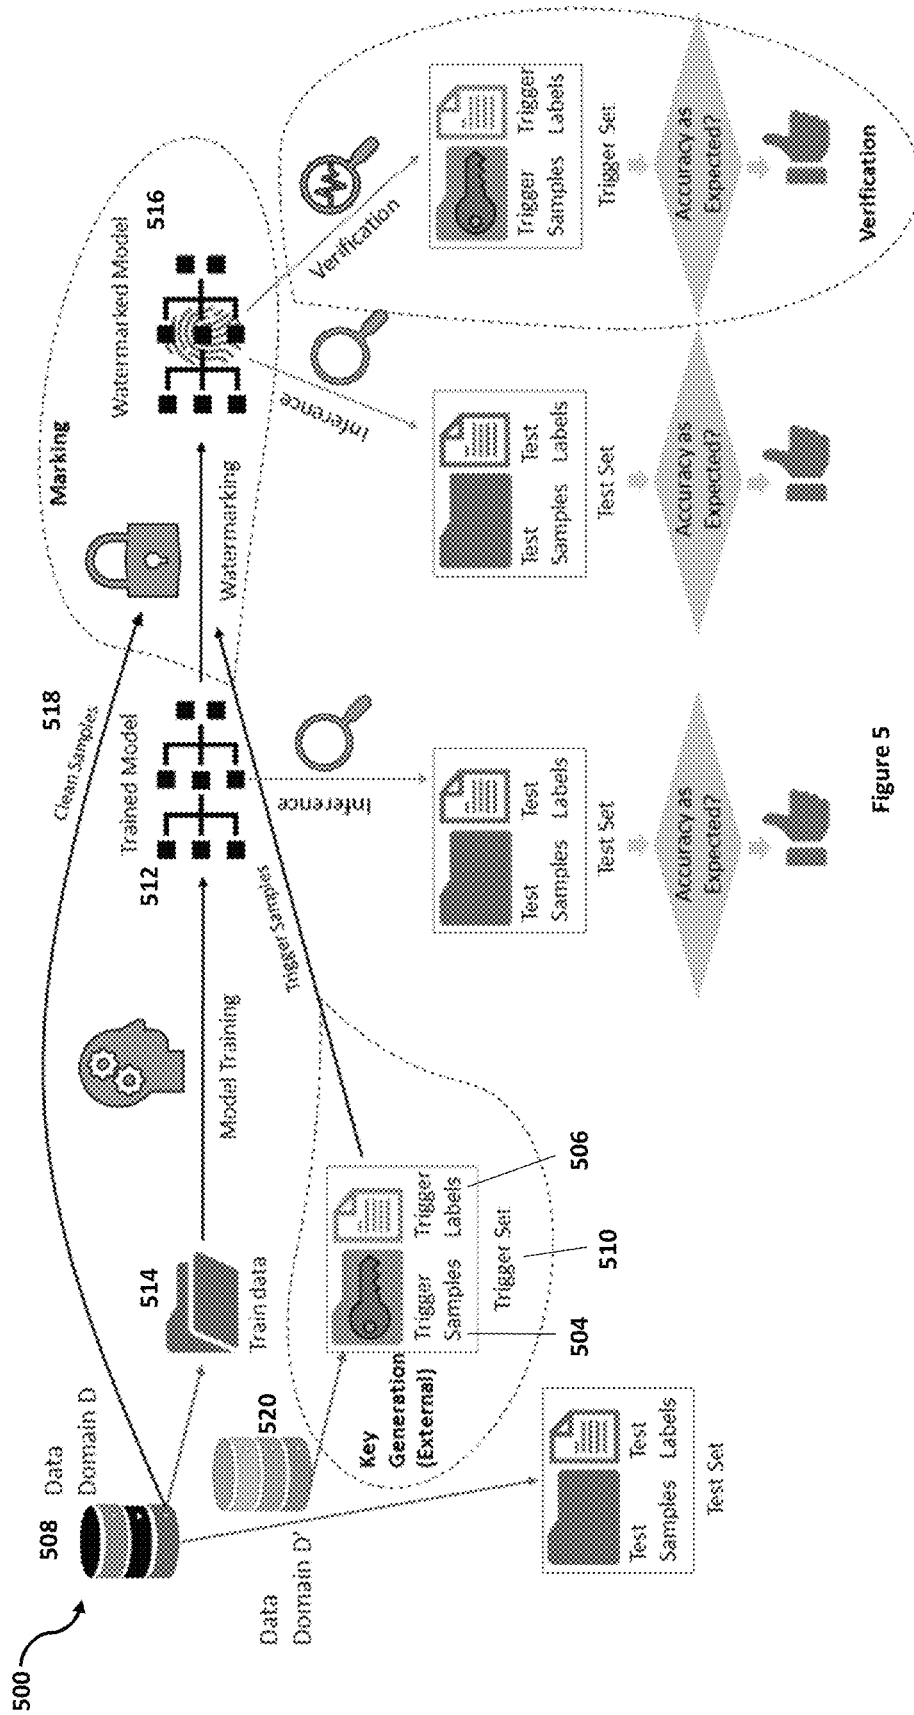 500
508
Data
Domain D
514
Train data
Model Training
512
Trained Model
518
Clean Samples
Marking
Watermarking
Watermarked Model
516
520
Data
Domain D'
Key
Generation
(External)
Trigger Trigger
Samples Labels
Trigger Set
504
506
510
Trigger Samples
Inference
Inference
Verification
Test Test
Samples Labels
Test Set
Test Test
Samples Labels
Test Set
Accuracy as
Expected?
Test Test
Samples Labels
Test Set
Accuracy as
Expected?
Trigger Trigger
Samples Labels
Trigger Set
Accuracy as
Expected?
Verification
Figure 5